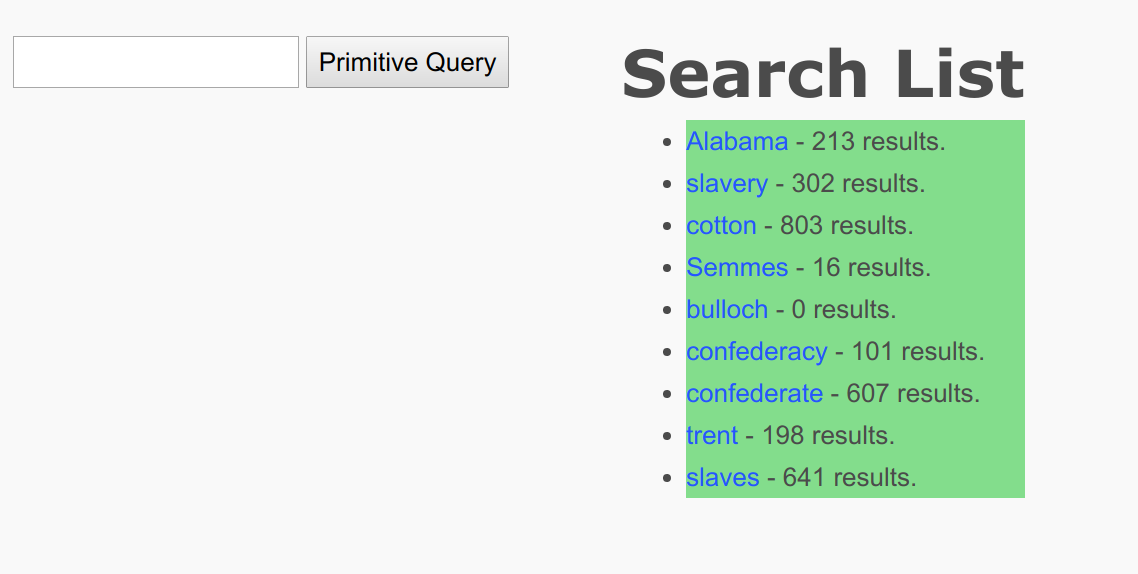 Primitive Query
Search List
Alabama - 213 results.
slavery - 302 results.
cotton - 803 results.
Semmes - 16 results.
bulloch - 0 results.
confederacy - 101 results.
confederate - 607 results.
trent - 198 results.
slaves - 641 results.